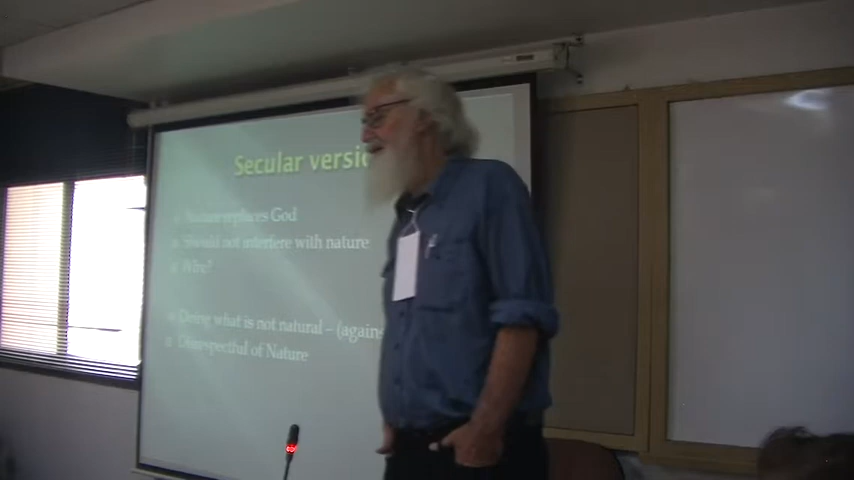 Secular versi
Nature replaces God
Should not interfere with nature
Why?
Doing what is not natural – (agains
Disrespectful of Nature